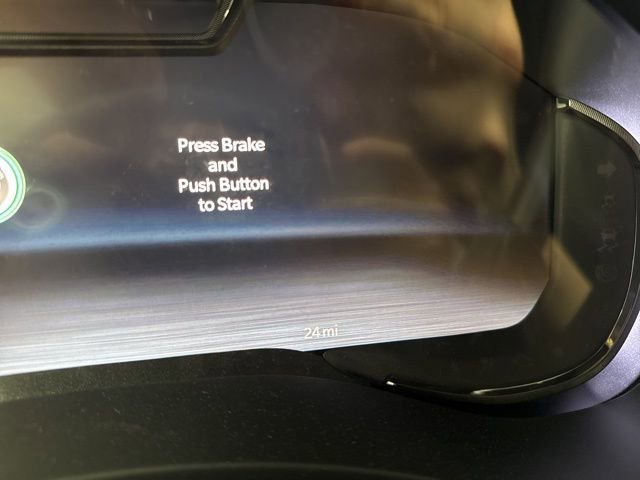 Press Brake
and
Push Button
to Start
24 mi